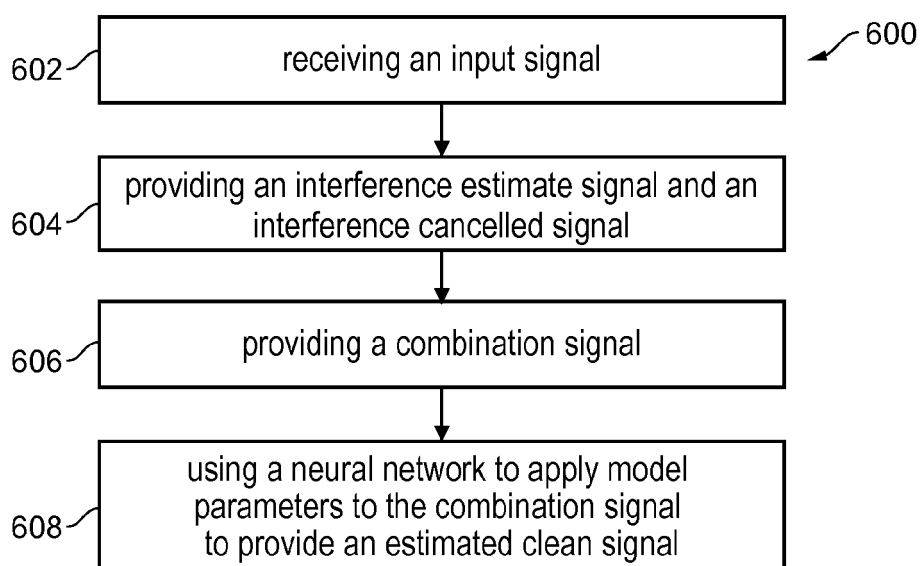 600
602
receiving an input signal
604
providing an interference estimate signal and an
interference cancelled signal
606
providing a combination signal
608
using a neural network to apply model
parameters to the combination signal
to provide an estimated clean signal